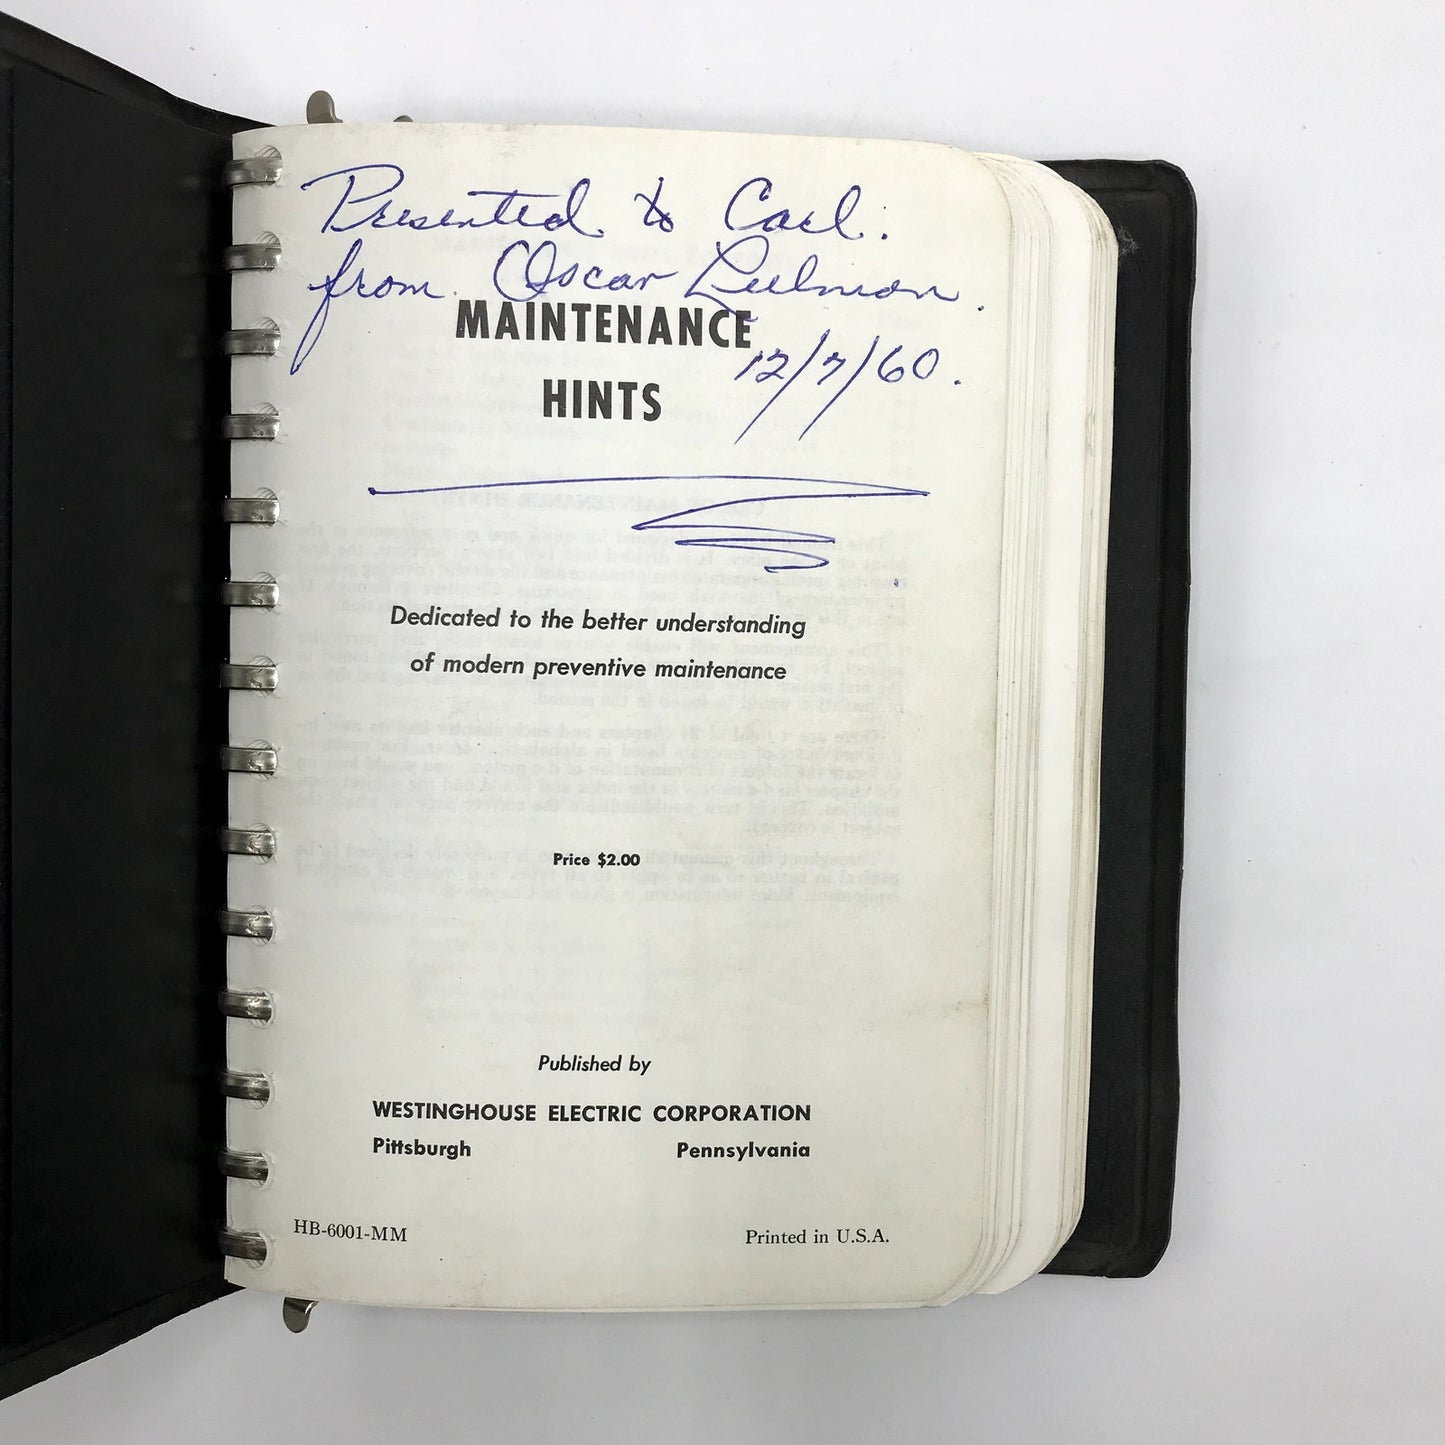 Presented to Carl.
from Oscar
MAINTENANCE
12/7/60.
HINTS
Dedicated to the better understanding
of modern preventive maintenance
Price $2.00
Published by
WESTINGHOUSE ELECTRIC CORPORATION
Pittsburgh Pennsylvania
HB-6001-MM Printed in U.S.A.